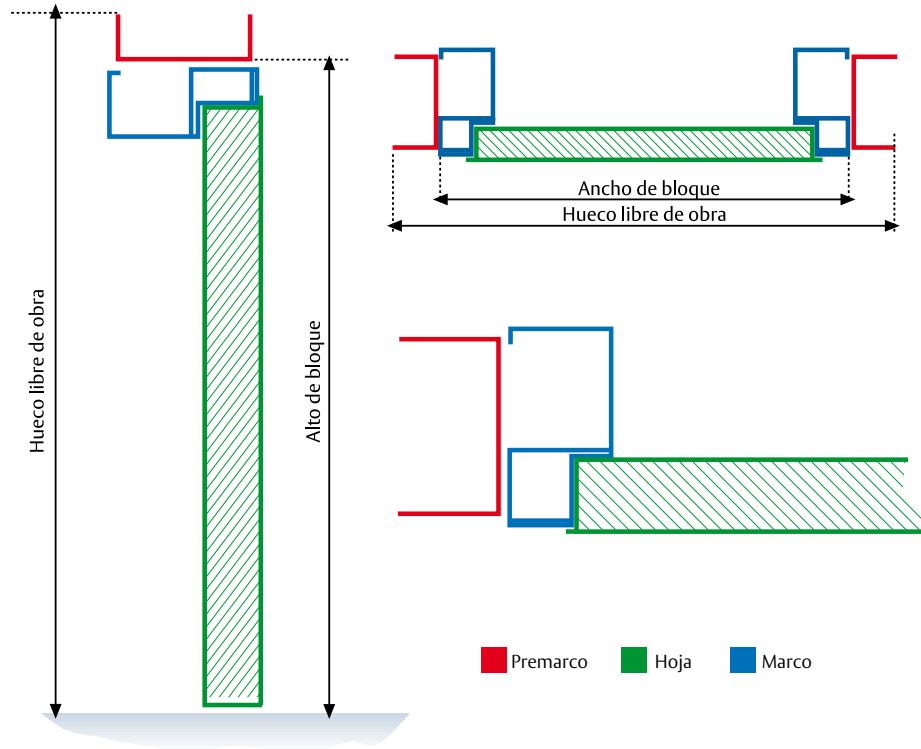 Hueco libre de obra
Alto de bloque
Ancho de bloque
Hueco libre de obra
Premarco
Hoja
Marco